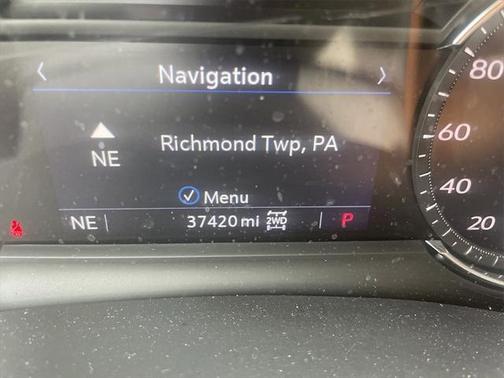 Navigation
80
Richmond Twp, PA
60
NE
Menu
40
NE 37420 mi 2WD P
20